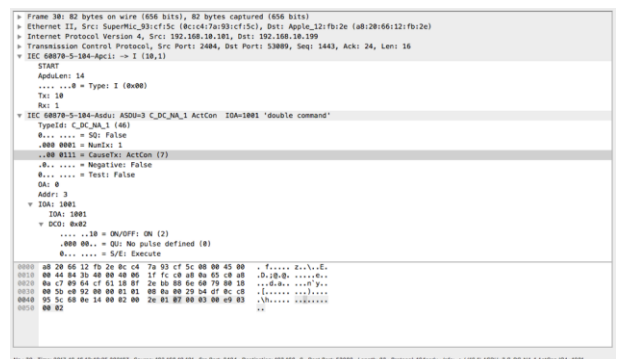 Frame 30: 82 bytes on wire (656 bits), 82 bytes captured (656 bits)
Ethernet II, Src: SuperMic_93:cf:5c (0c:c4:7a:93:cf:5c), Dst: Apple_12:fb:2e (a8:20:66:12:fb:2e)
Internet Protocol Version 4, Src: 192.168.10.101, Dst: 192.168.10.199
Transmission Control Protocol, Src Port: 2404, Dst Port: 53089, Seq: 1443, Ack: 24, Len: 16
IEC 60870-5-104-Apci: -> I (10,1)
START
ApduLen: 14
.... ...0 = Type: I (0x00)
Tx: 10
Rx: 1
IEC 60870-5-104-Asdu: ASDU=3 C_DC_NA_1 ActCon IOA=1001 'double command'
TypeId: C_DC_NA_1 (46)
0... .... = SQ: False
.000 0001 = NumIx: 1
..00 0111 = CauseTx: ActCon (7)
.0.. .... = Negative: False
0... .... = Test: False
OA: 0
Addr: 3
IOA: 1001
IOA: 1001
DCO: 0x02
.... ..10 = ON/OFF: ON (2)
.000 00.. = QU: No pulse defined (0)
0... .... = S/E: Execute
0000 a8 20 66 12 fb 2e 0c c4 7a 93 cf 5c 08 00 45 00 . f..... z..\..E.
0010 00 44 84 3b 40 00 40 06 1f fc c0 a8 0a 65 c0 a8 .D.;@.@. .....e..
0020 0a c7 09 64 cf 61 18 8f 2e bb 88 6e 60 79 80 18 ...d.a.. ...n`y..
0030 00 5b e0 92 00 00 01 01 08 0a 00 29 b4 df 0c c8 .[...... ...)....
0040 95 5c 68 0e 14 00 02 00 2e 01 07 00 03 00 e9 03 .\h..... ........
0050 00 02 ..